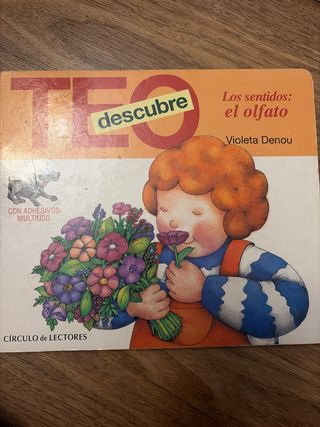 TEO
descubre
Los sentidos:
el olfato
Violeta Denou
CON ADHESIVOS
MULTIUSO
CÍRCULO de LECTORES